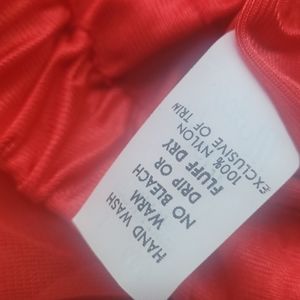 HAND WASH
WARM
NO BLEACH
DRIP OR
FLUFF DRY
100% NYLON
EXCLUSIVE OF TRIM